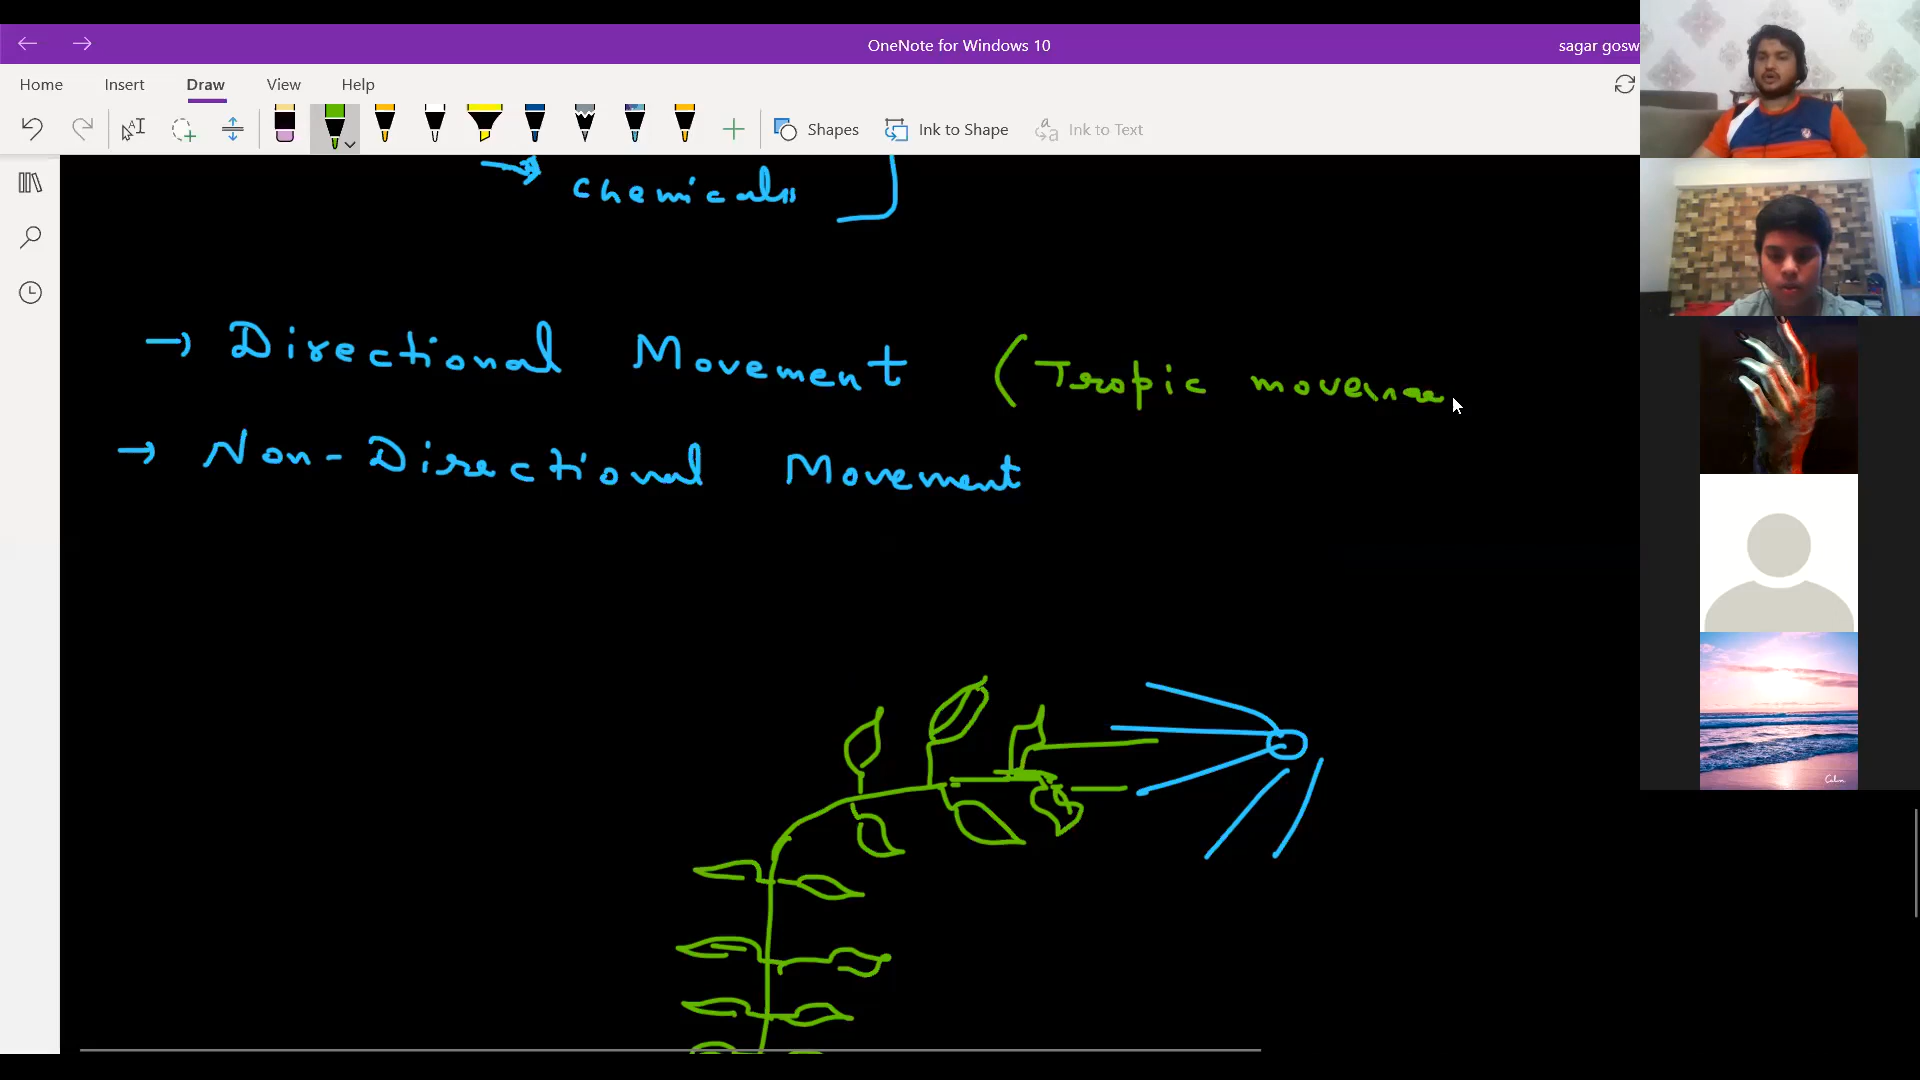 OneNote for Windows 10
sagar gosw
Home Insert Draw View Help
Shapes Ink to Shape Ink to Text
→ chemicals
→ Directional Movement (Tropic moveme
→ Non-Directional Movement